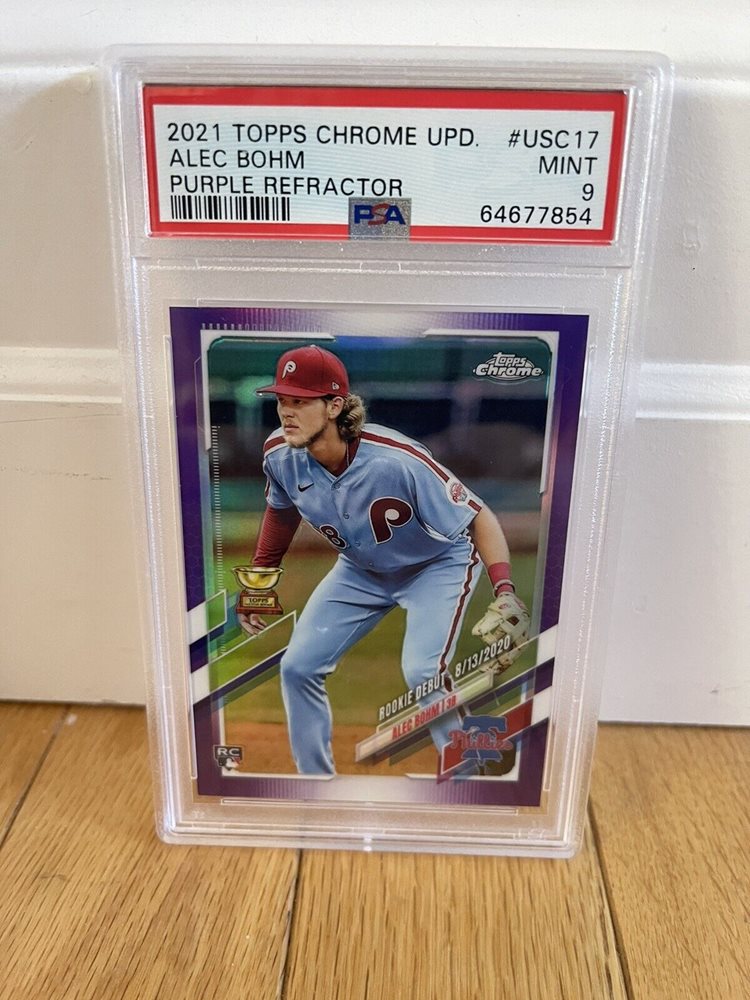 2021 TOPPS CHROME UPD. #USC17
ALEC BOHM MINT
PURPLE REFRACTOR 9
PSA 64677854
Topps
Chrome
P
P
8
TOPPS
ROOKIE DEBUT 8/13/2020
ALEC BOHM | 3B
Phillies
RC